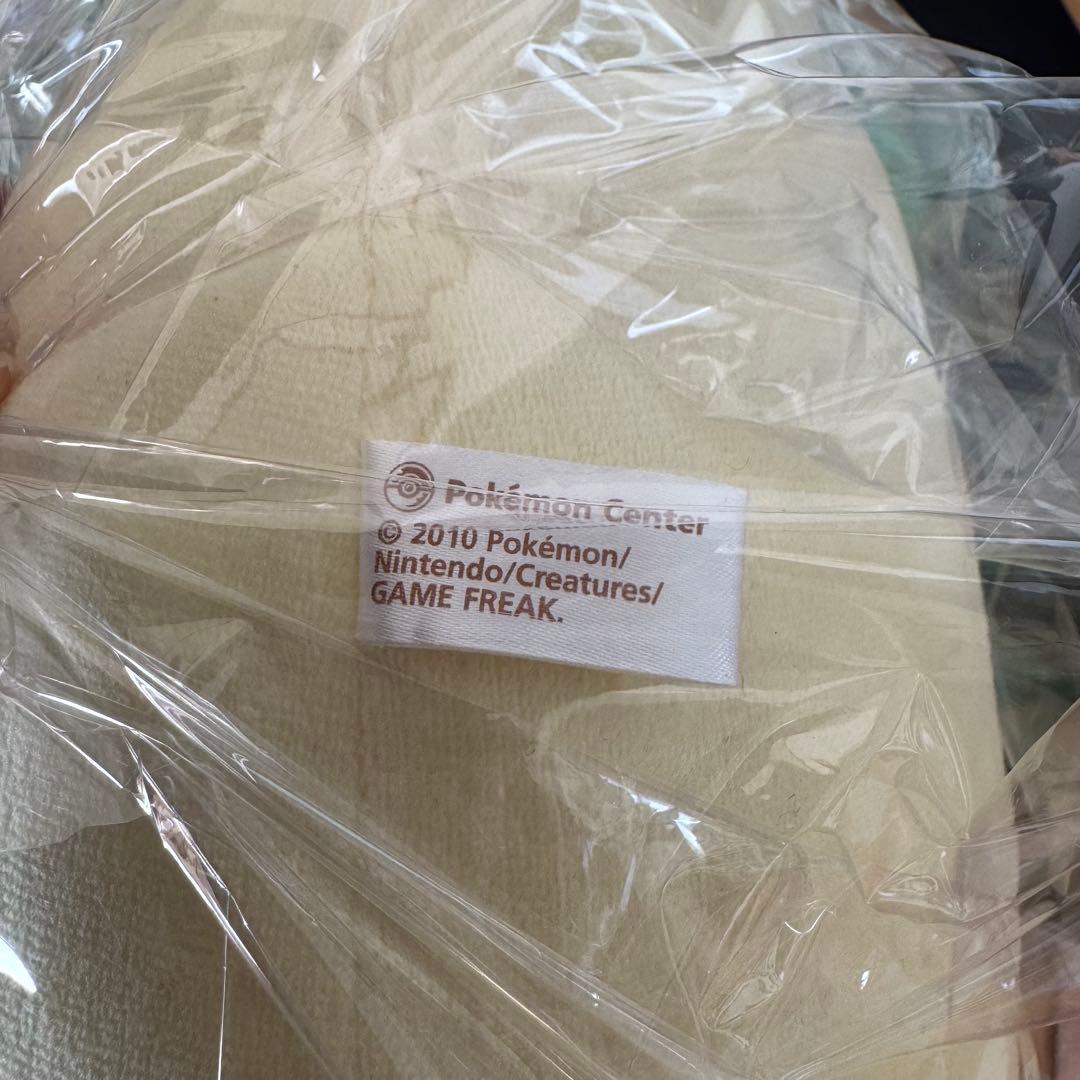 Pokémon Center
© 2010 Pokémon/
Nintendo/Creatures/
GAME FREAK.